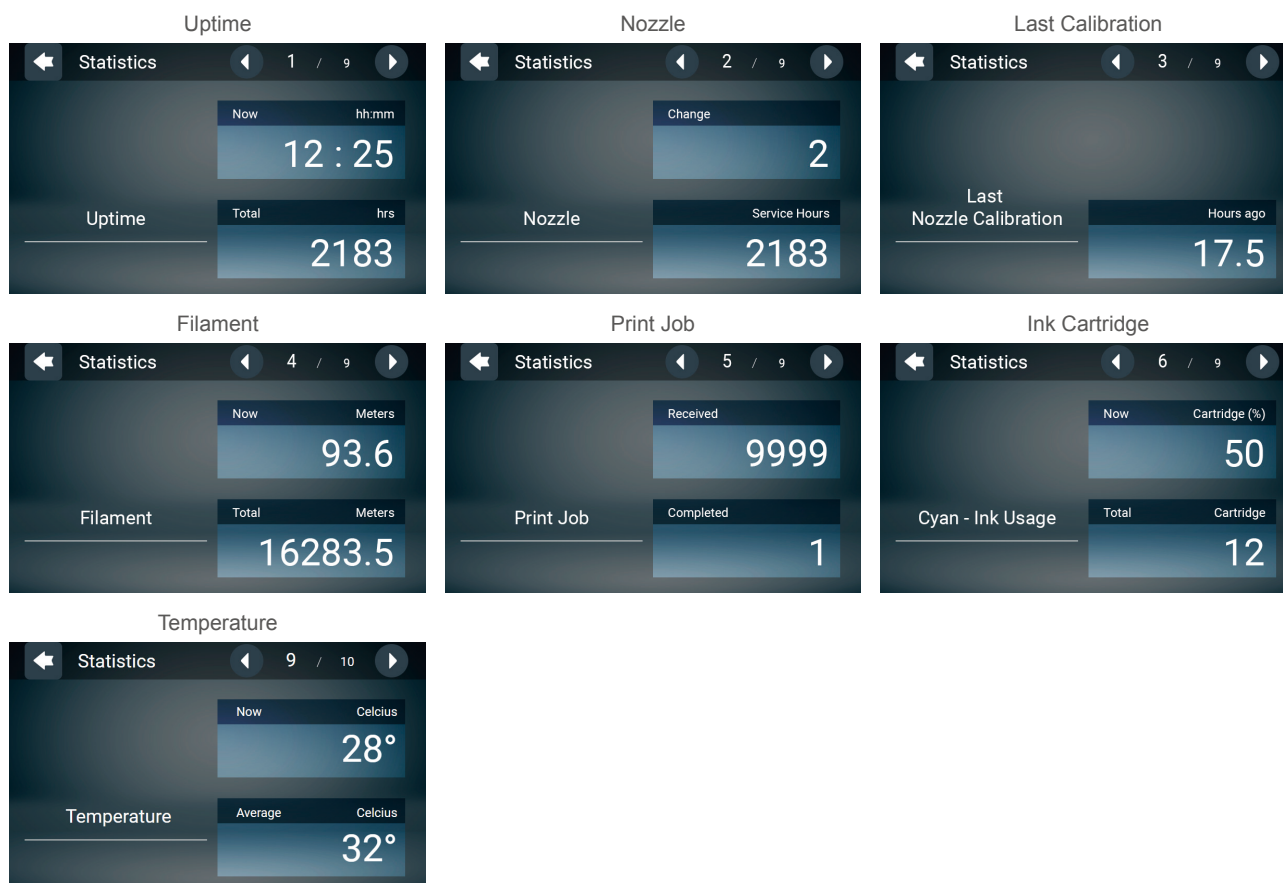 Uptime
Statistics 1 / 9
Now hh:mm
12 : 25
Uptime
Total hrs
2183
Nozzle
Statistics 2 / 9
Change
2
Nozzle
Service Hours
2183
Last Calibration
Statistics 3 / 9
Last
Nozzle Calibration
Hours ago
17.5
Filament
Statistics 4 / 9
Now Meters
93.6
Filament
Total Meters
16283.5
Print Job
Statistics 5 / 9
Received
9999
Print Job
Completed
1
Ink Cartridge
Statistics 6 / 9
Now Cartridge (%)
50
Cyan - Ink Usage
Total Cartridge
12
Temperature
Statistics 9 / 10
Now Celcius
28°
Temperature
Average Celcius
32°